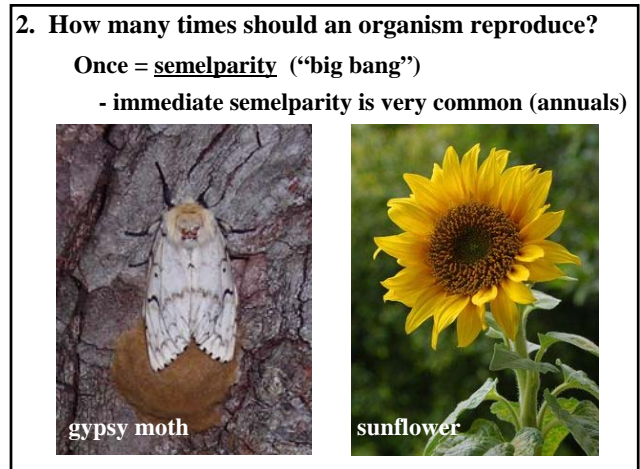 2. How many times should an organism reproduce?
Once = semelparity (“big bang”)
- immediate semelparity is very common (annuals)
gypsy moth
sunflower